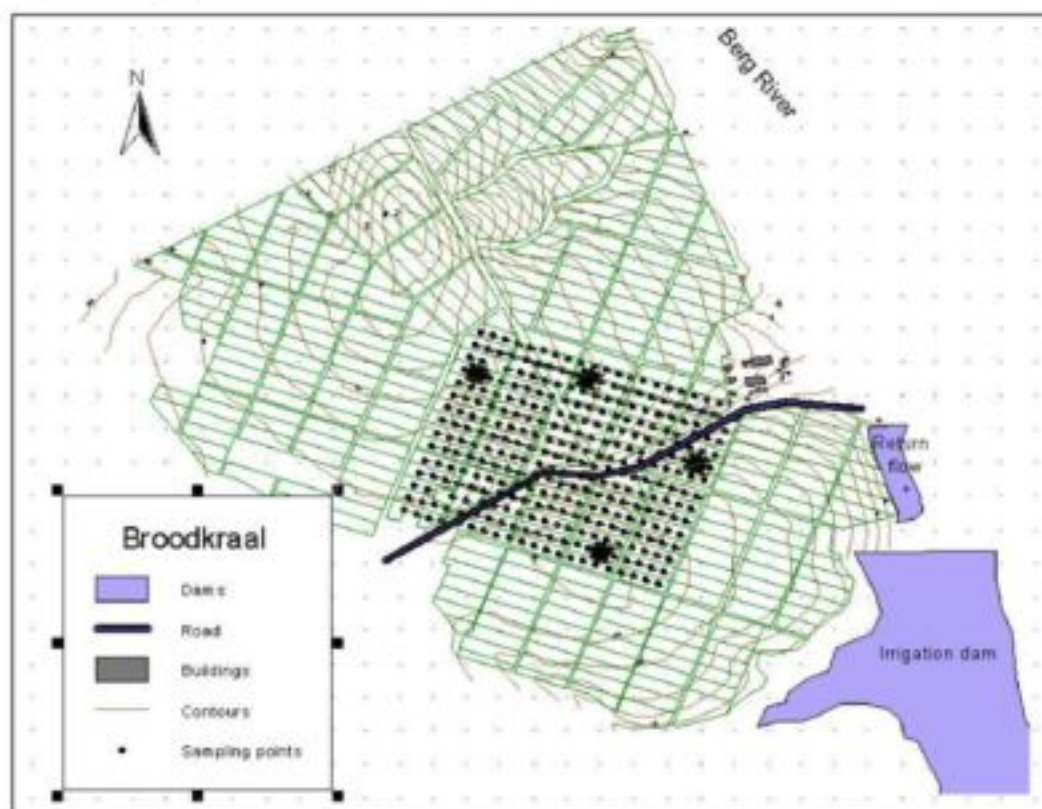 N
Berg River
Return
flow
Irrigation dam
Broodkraal
Dams
Road
Buildings
Contours
Sampling points